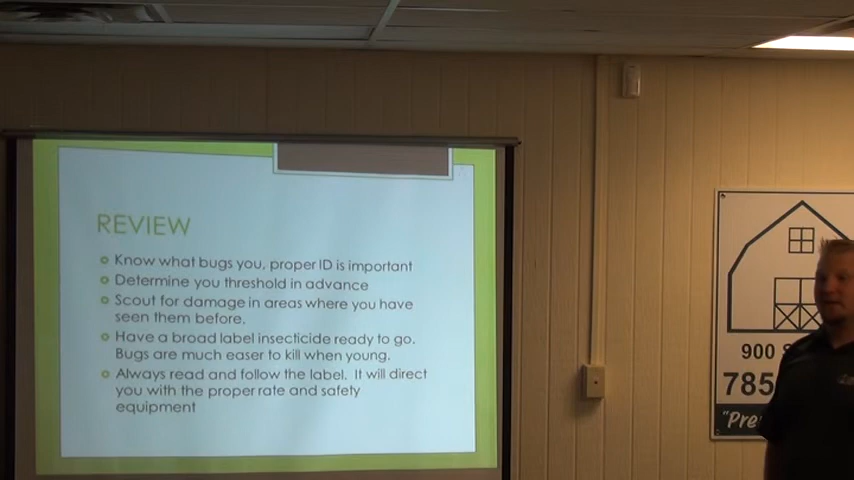 REVIEW
Know what bugs you, proper ID is important
Determine you threshold in advance
Scout for damage in areas where you have
seen them before.
Have a broad label insecticide ready to go.
Bugs are much easer to kill when young.
Always read and follow the label. It will direct
you with the proper rate and safety
equipment
900
785